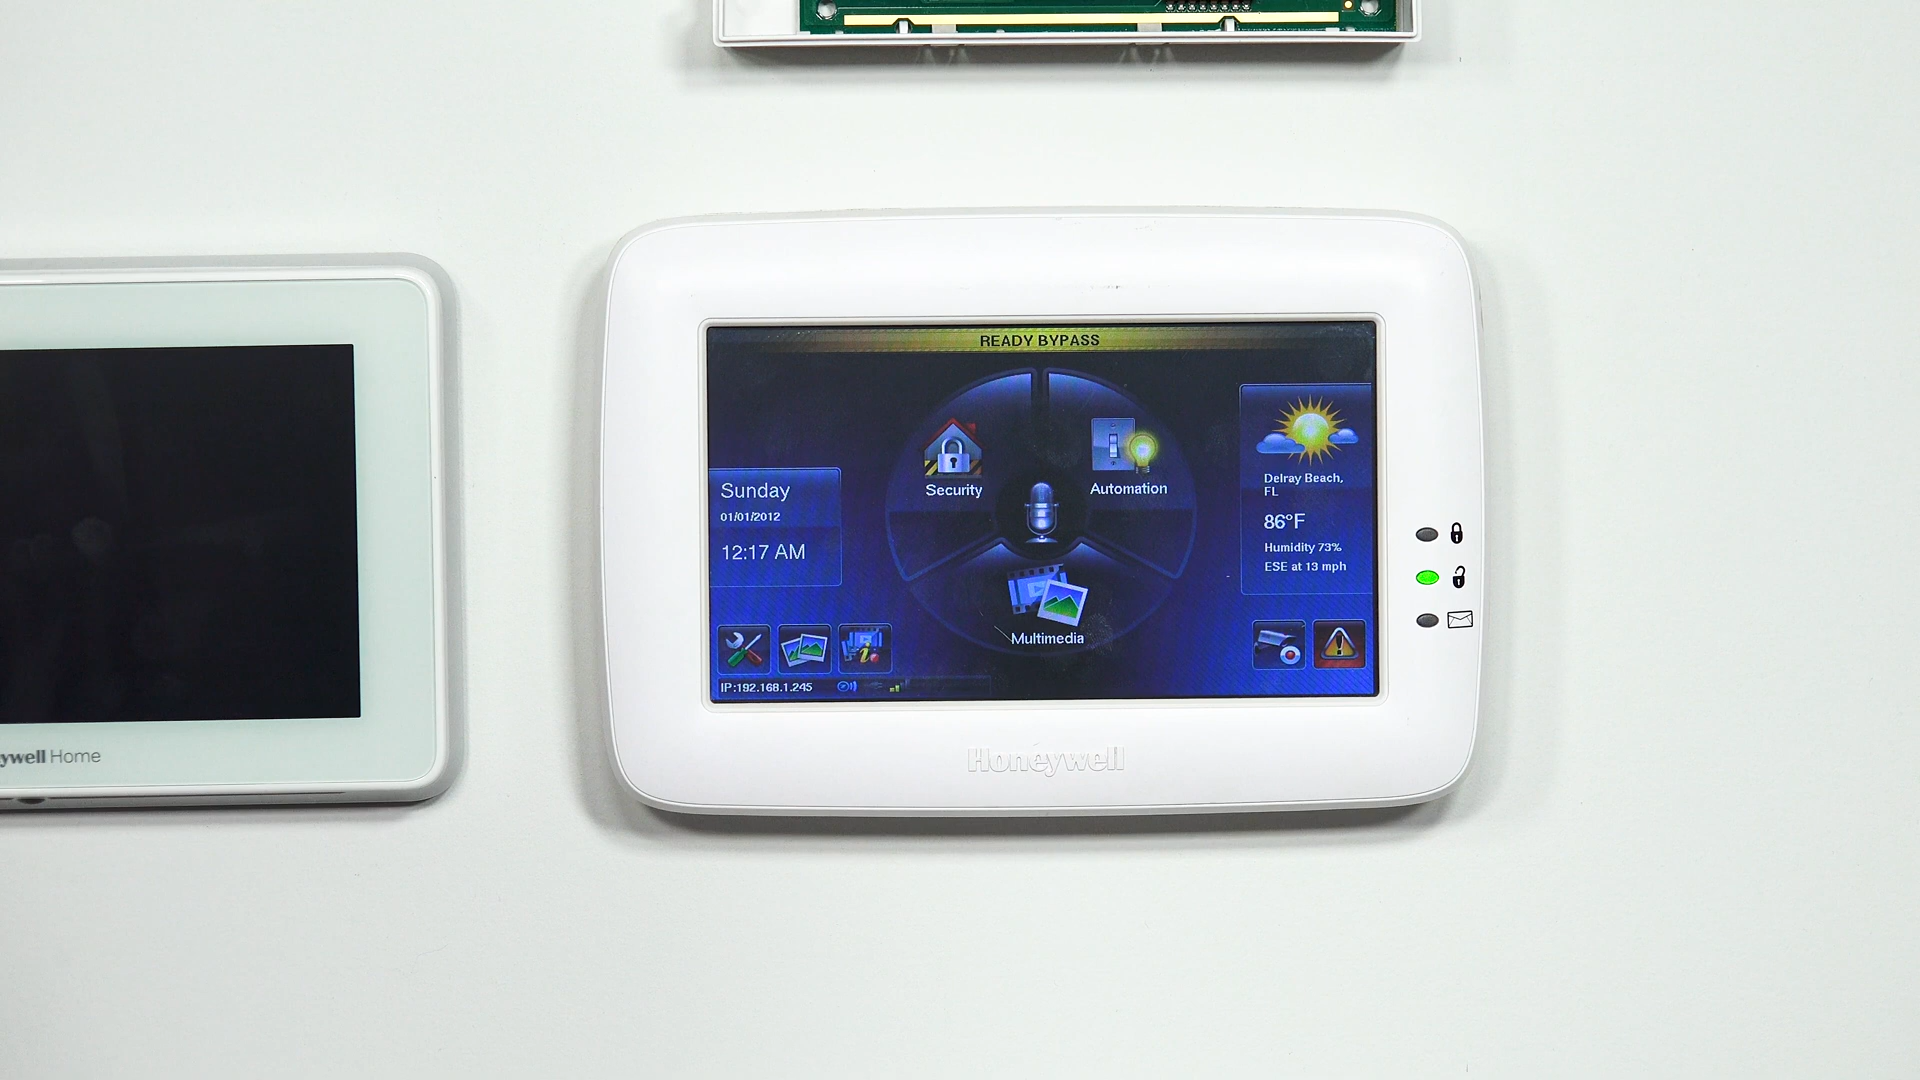 READY BYPASS
Security
Automation
Multimedia
Sunday
01/01/2012
12:17 AM
Delray Beach,
FL
86°F
Humidity 73%
ESE at 13 mph
IP:192.168.1.245
Honeywell
ywell Home